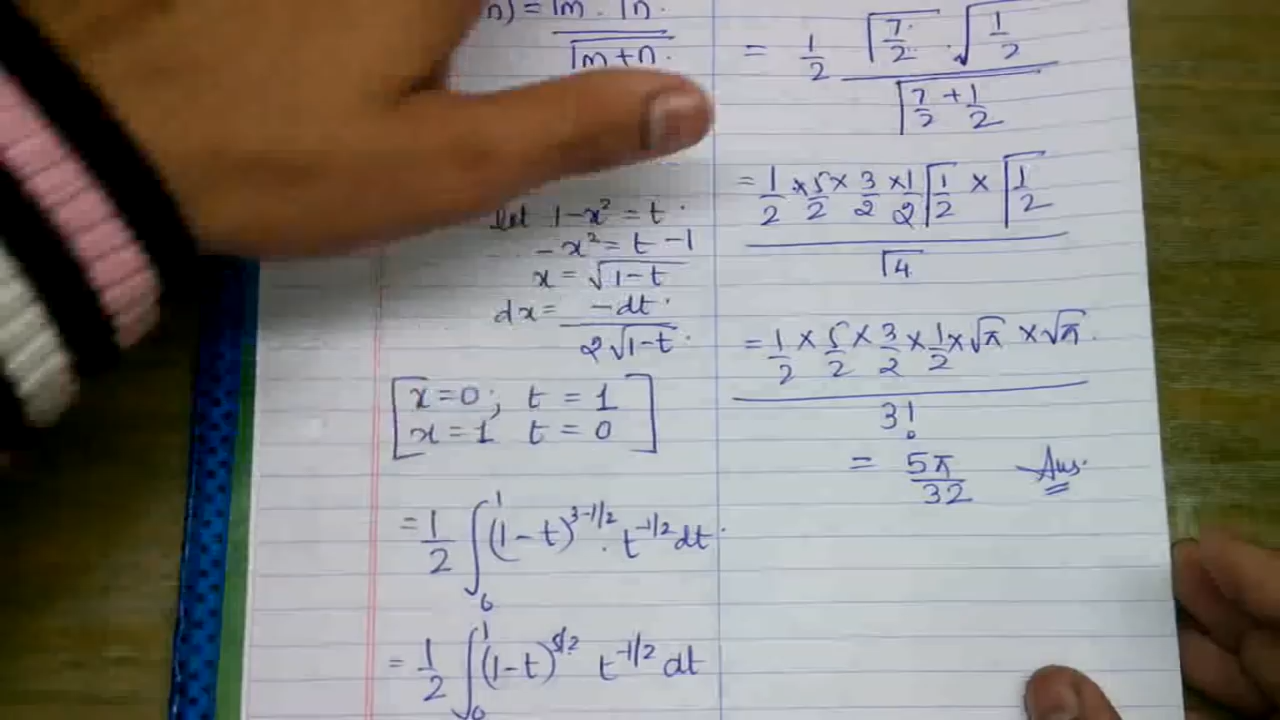 n) = Γm . Γn.
Γm+n.
let 1-x² = t.
-x² = t-1
x = √1-t
dx = -dt.
2√1-t.
[x=0; t = 1
x=1 t = 0]
= 1/2 ∫₀¹ (1-t)^3-1/2 . t^-1/2 dt.
= 1/2 ∫₀¹ (1-t)^5/2 t^-1/2 dt
= 1/2 Γ7/2 . √1/2
Γ7/2 + 1/2
= 1/2 × 5/2 × 3/2 × 1/2 Γ1/2 × Γ1/2
Γ4
= 1/2 × 5/2 × 3/2 × 1/2 × √π × √π.
3!
= 5π/32 Ans.